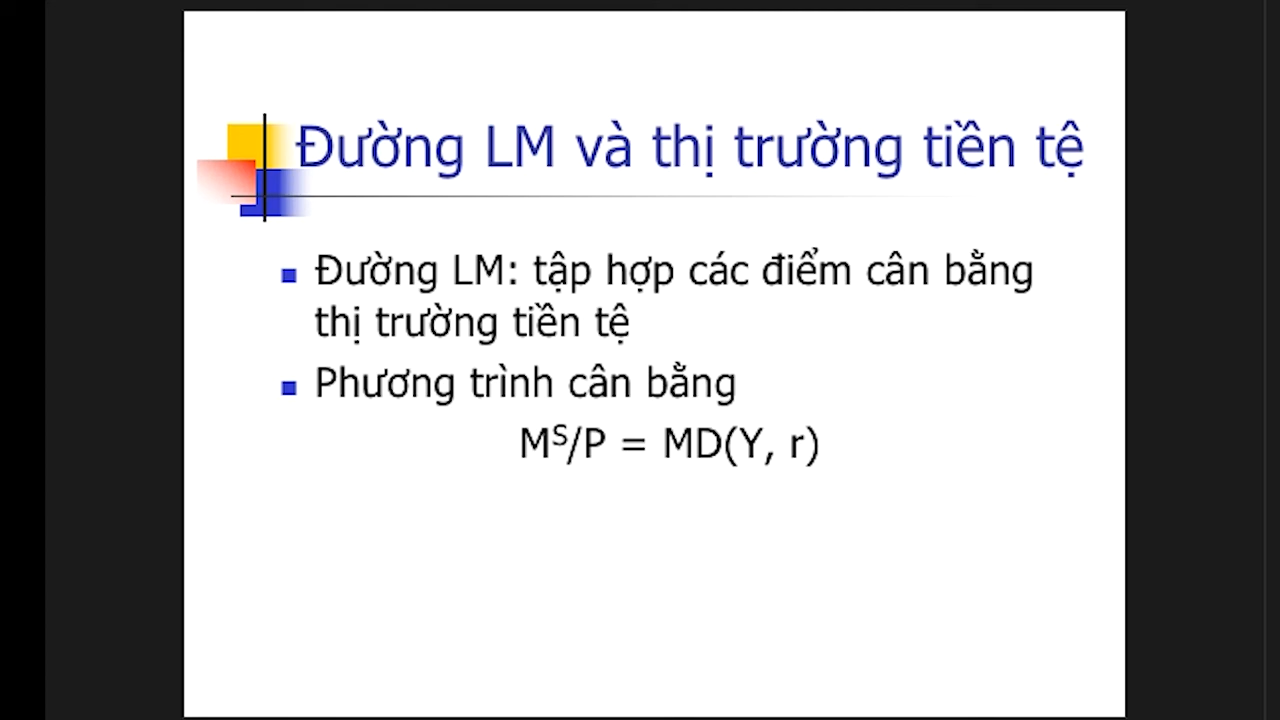 Đường LM và thị trường tiền tệ
Đường LM: tập hợp các điểm cân bằng
thị trường tiền tệ
Phương trình cân bằng
Mˢ/P = MD(Y, r)